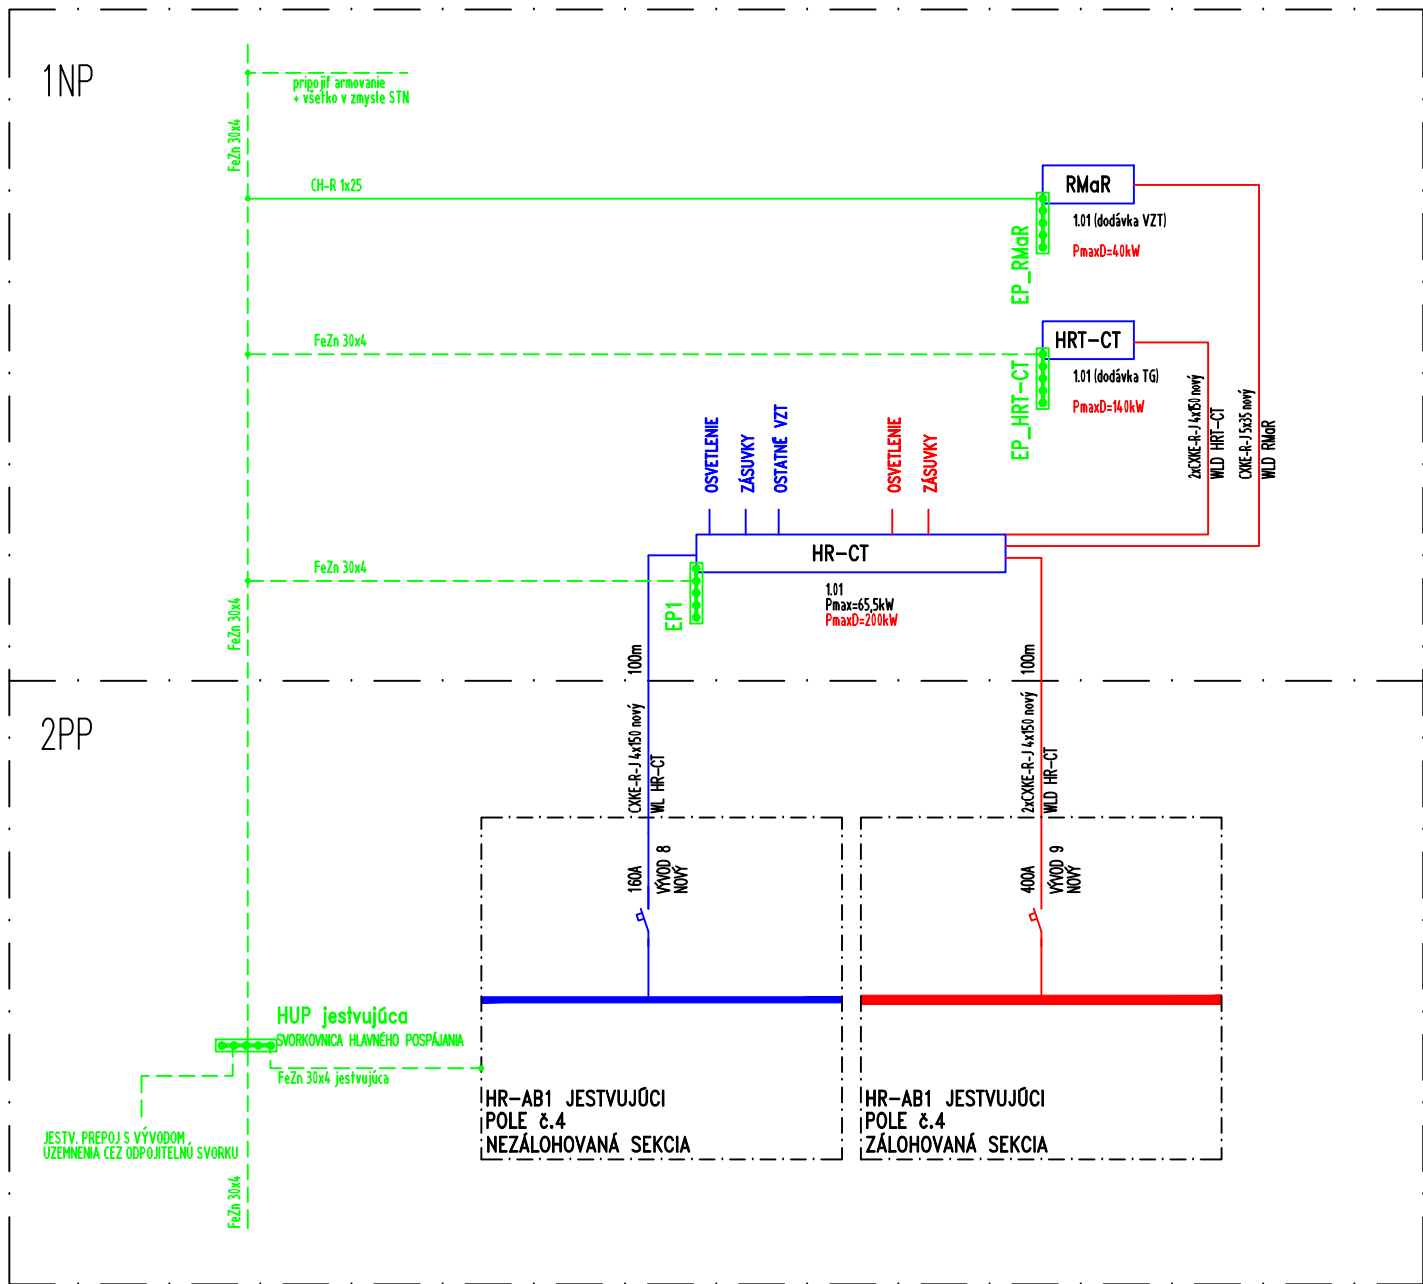 1NP
pripojiť armovanie
+ všetko v zmysle STN
FeZn 30x4
CH-R 1x25
RMaR
1.01 (dodávka VZT)
PmaxD=40kW
EP_RMaR
FeZn 30x4
HRT-CT
1.01 (dodávka TG)
PmaxD=140kW
EP_HRT-CT
2xCXKE-R-J 4x150 nový
WLD HRT-CT
CXKE-R-J 5x35 nový
WLD RMaR
OSVETLENIE
ZÁSUVKY
OSTATNÉ VZT
OSVETLENIE
ZÁSUVKY
HR-CT
FeZn 30x4
1.01
Pmax=65,5kW
PmaxD=200kW
EP1
FeZn 30x4
100m
100m
2PP
CXKE-R-J 4x150 nový
WL HR-CT
2xCXKE-R-J 4x150 nový
WLD HR-CT
160A
VÝVOD 8
NOVÝ
400A
VÝVOD 9
NOVÝ
HUP jestvujúca
SVORKOVNICA HLAVNÉHO POSPÁJANIA
FeZn 30x4 jestvujúca
JESTV. PREPOJ S VÝVODOM
UZEMNENIA CEZ ODPOJITELNÚ SVORKU
FeZn 30x4
HR-AB1 JESTVUJÚCI
POLE č.4
NEZÁLOHOVANÁ SEKCIA
HR-AB1 JESTVUJÚCI
POLE č.4
ZÁLOHOVANÁ SEKCIA